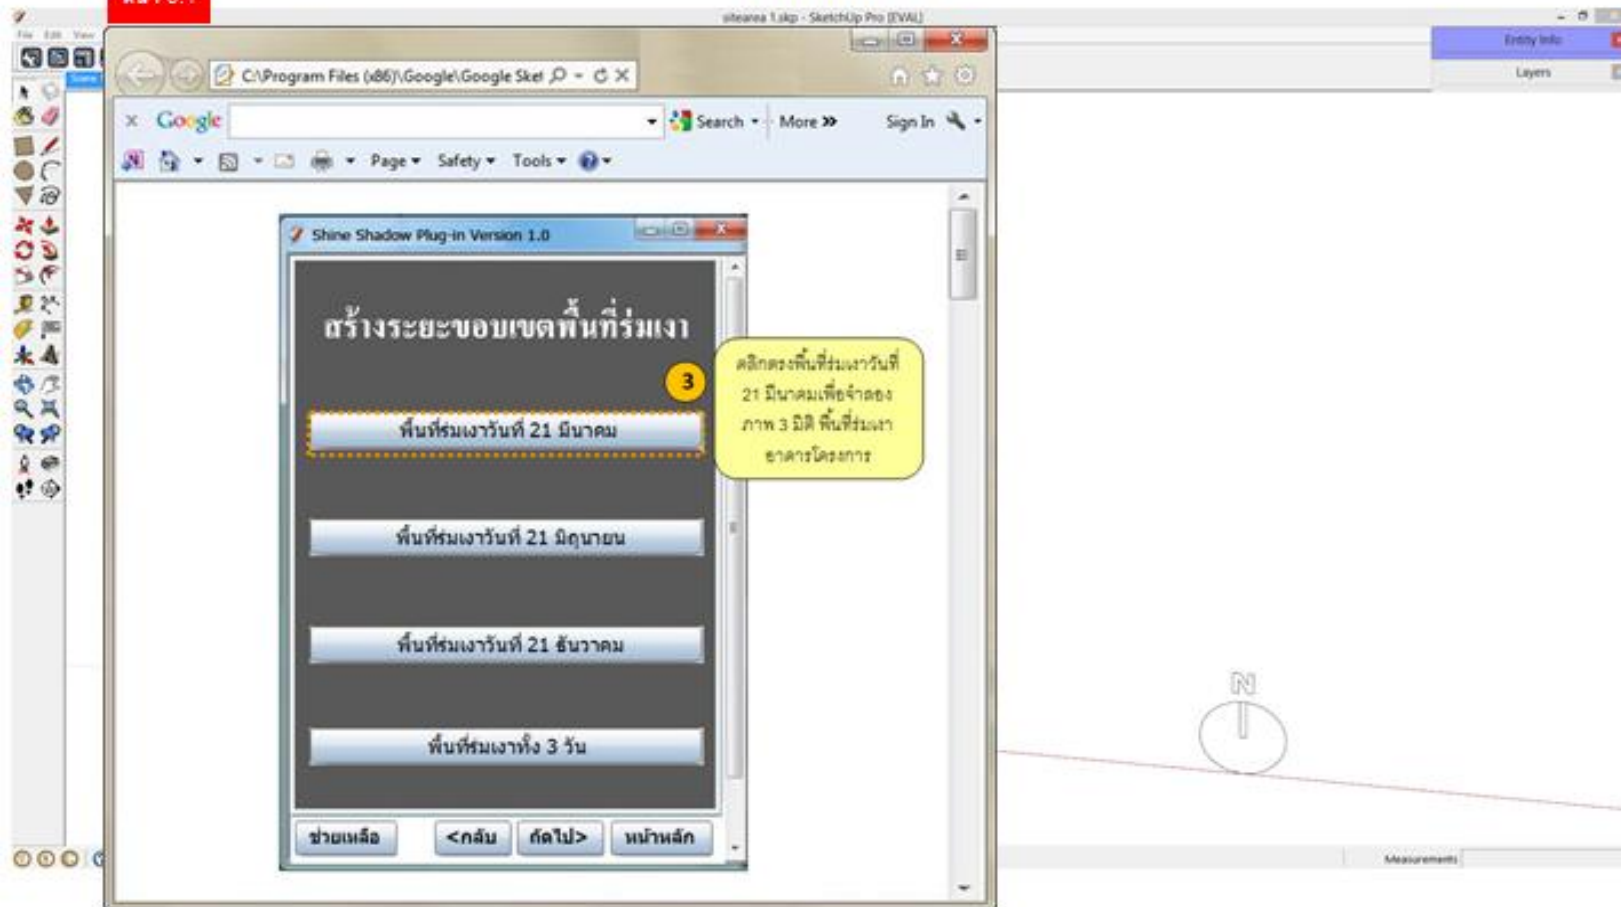 sitearea 1.skp - SketchUp Pro [EVAL]
File Edit View
Entity Info
Layers
C:\Program Files (x86)\Google\Google Sket
x Google
Search
More »
Sign In
Page
Safety
Tools
Shine Shadow Plug-in Version 1.0
สร้างระยะขอบเขตพื้นที่ร่มเงา
3
คลิกตรงพื้นที่ร่มเงาวันที่
21 มีนาคมเพื่อจำลอง
ภาพ 3 มิติ พื้นที่ร่มเงา
อาคารโครงการ
พื้นที่ร่มเงาวันที่ 21 มีนาคม
พื้นที่ร่มเงาวันที่ 21 มิถุนายน
พื้นที่ร่มเงาวันที่ 21 ธันวาคม
พื้นที่ร่มเงาทั้ง 3 วัน
ช่วยเหลือ
<กลับ
ถัดไป>
หน้าหลัก
N
Measurements